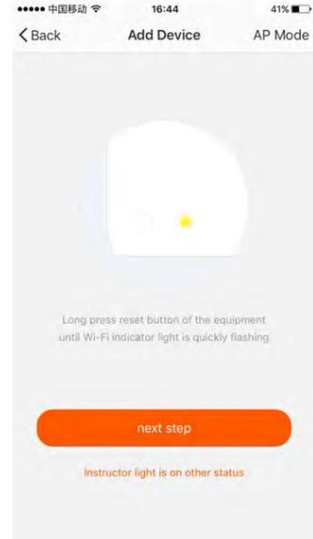 中国移动 16:44 41%
Back Add Device AP Mode
Long press reset button of the equipment
until Wi-Fi indicator light is quickly flashing
next step
Instructor light is on other status